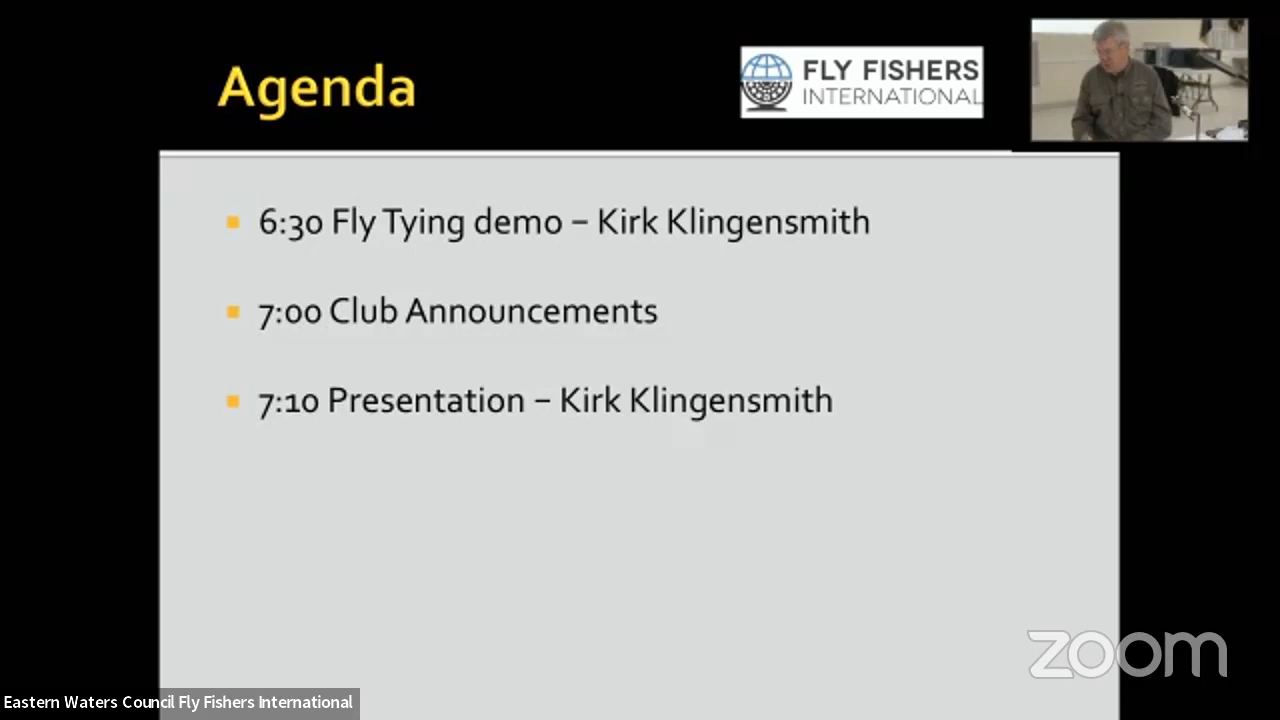 Agenda
FLY FISHERS
INTERNATIONAL
6:30 Fly Tying demo – Kirk Klingensmith
7:00 Club Announcements
7:10 Presentation – Kirk Klingensmith
zoom
Eastern Waters Council Fly Fishers International